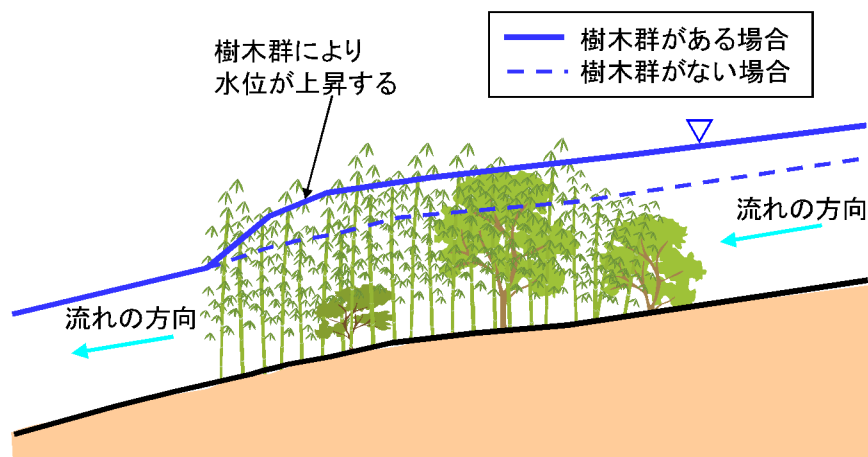 樹木群により
水位が上昇する
樹木群がある場合
樹木群がない場合
流れの方向
流れの方向